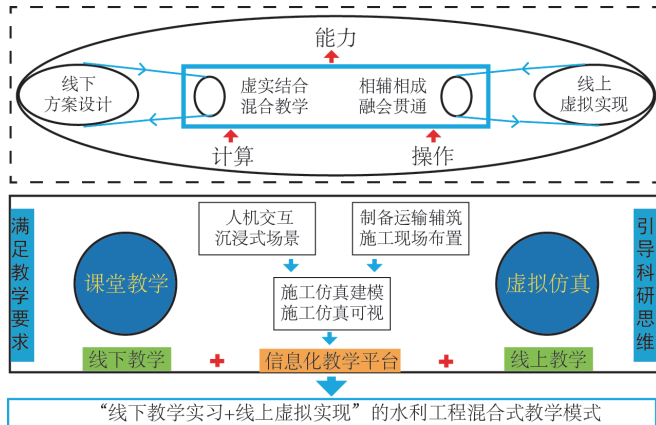 能力
线下
方案设计
虚实结合
混合教学
相辅相成
融会贯通
线上
虚拟实现
计算
操作
满足教学要求
课堂教学
人机交互
沉浸式场景
制备运输辅筑
施工现场布置
施工仿真建模
施工仿真可视
虚拟仿真
引导科研思维
线下教学
+
信息化教学平台
+
线上教学
“线下教学实习+线上虚拟实现”的水利工程混合式教学模式